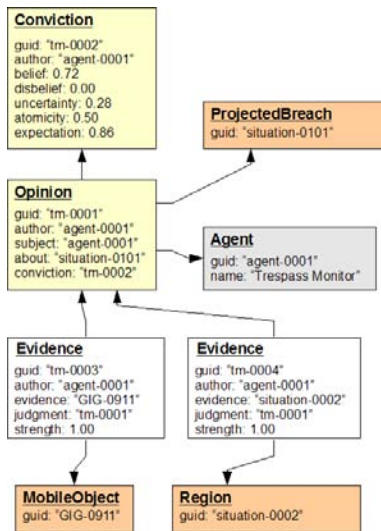 Conviction
guid: "tm-0002"
author: "agent-0001"
belief: 0.72
disbelief: 0.00
uncertainty: 0.28
atomicity: 0.50
expectation: 0.86
ProjectedBreach
guid: "situation-0101"
Opinion
guid: "tm-0001"
author: "agent-0001"
subject: "agent-0001"
about: "situation-0101"
conviction: "tm-0002"
Agent
guid: "agent-0001"
name: "Trespass Monitor"
Evidence
guid: "tm-0003"
author: "agent-0001"
evidence: "GIG-0911"
judgment: "tm-0001"
strength: 1.00
Evidence
guid: "tm-0004"
author: "agent-0001"
evidence: "situation-0002"
judgment: "tm-0001"
strength: 1.00
MobileObject
guid: "GIG-0911"
Region
guid: "situation-0002"